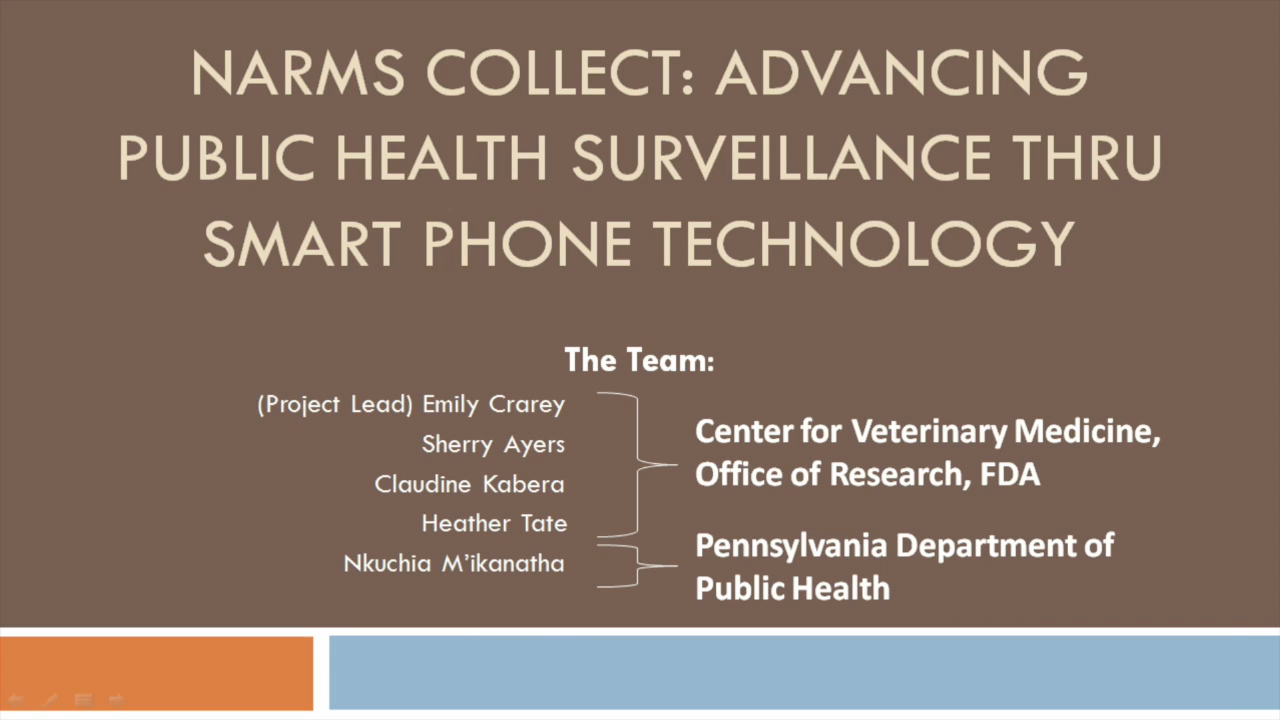 NARMS COLLECT: ADVANCING
PUBLIC HEALTH SURVEILLANCE THRU
SMART PHONE TECHNOLOGY
The Team:
(Project Lead) Emily Crarey
Sherry Ayers
Claudine Kabera
Heather Tate
Nkuchia M'ikanatha
Center for Veterinary Medicine,
Office of Research, FDA
Pennsylvania Department of
Public Health